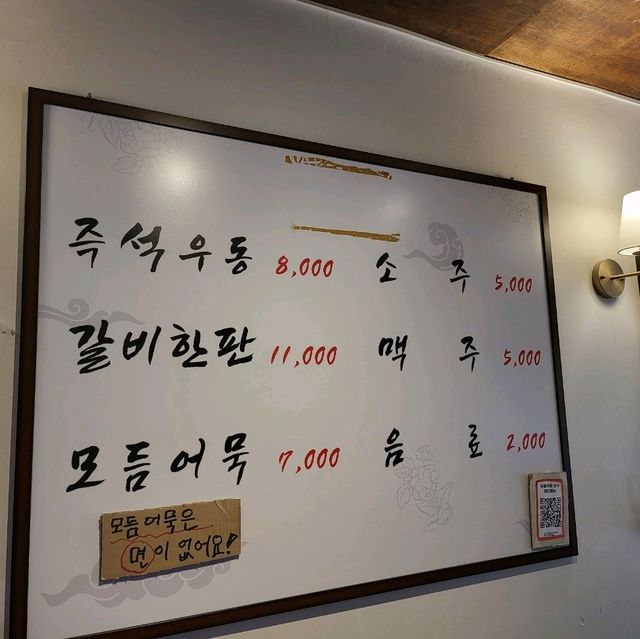 즉석우동 8,000
갈비한판 11,000
모듬어묵 7,000
모듬어묵은
면이 없어요!
소주 5,000
맥주 5,000
음료 2,000